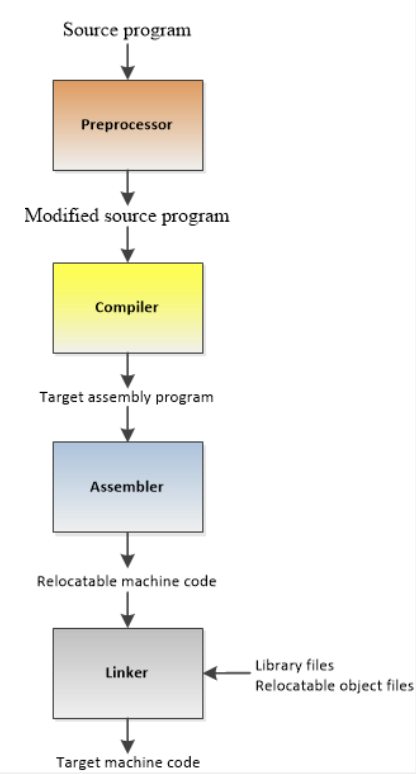 Source program
Preprocessor
Modified source program
Compiler
Target assembly program
Assembler
Relocatable machine code
Linker
Library files
Relocatable object files
Target machine code